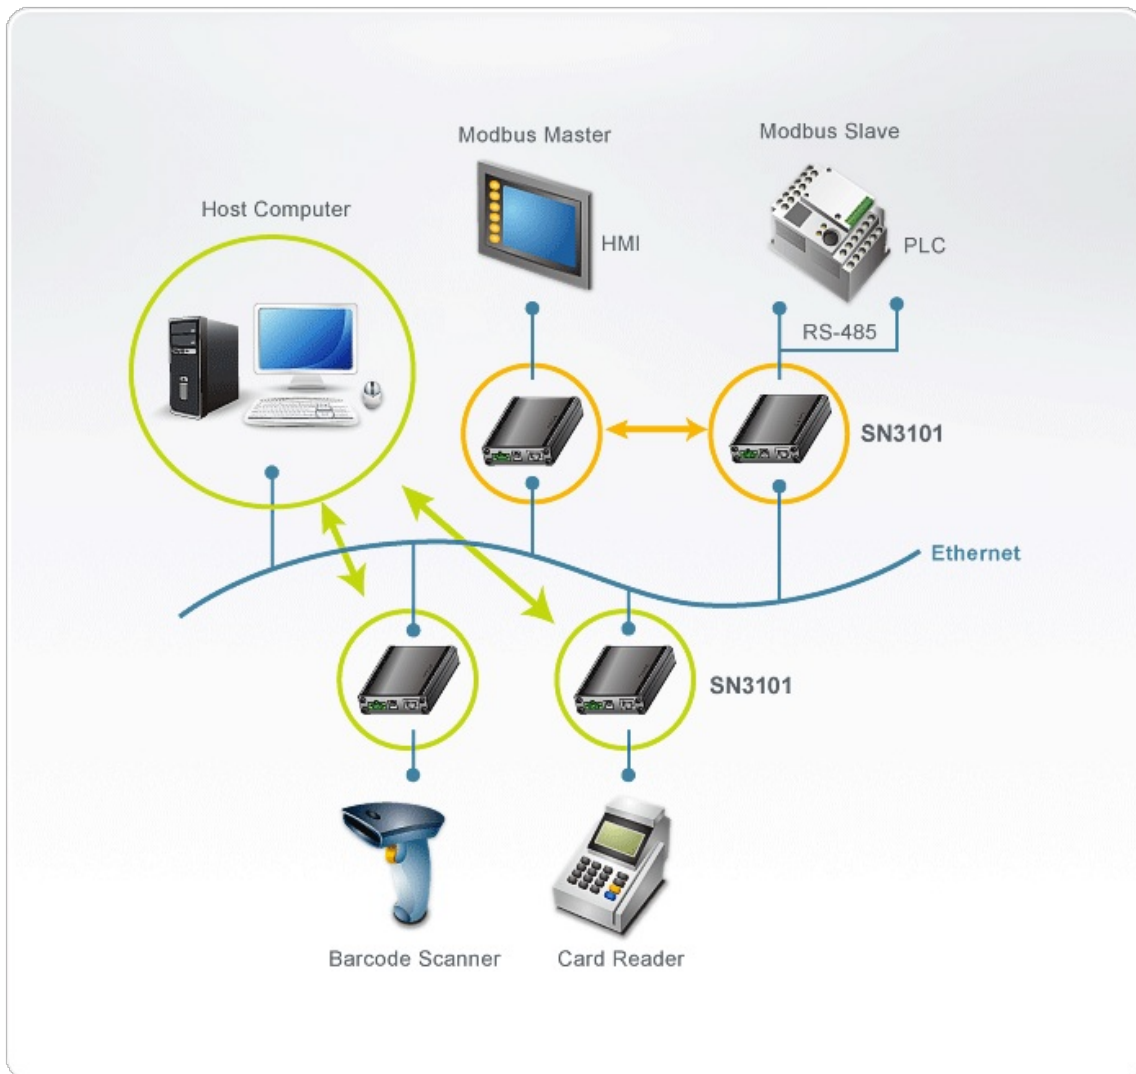 Modbus Master
Modbus Slave
Host Computer
HMI
PLC
RS-485
SN3101
Ethernet
SN3101
Barcode Scanner
Card Reader